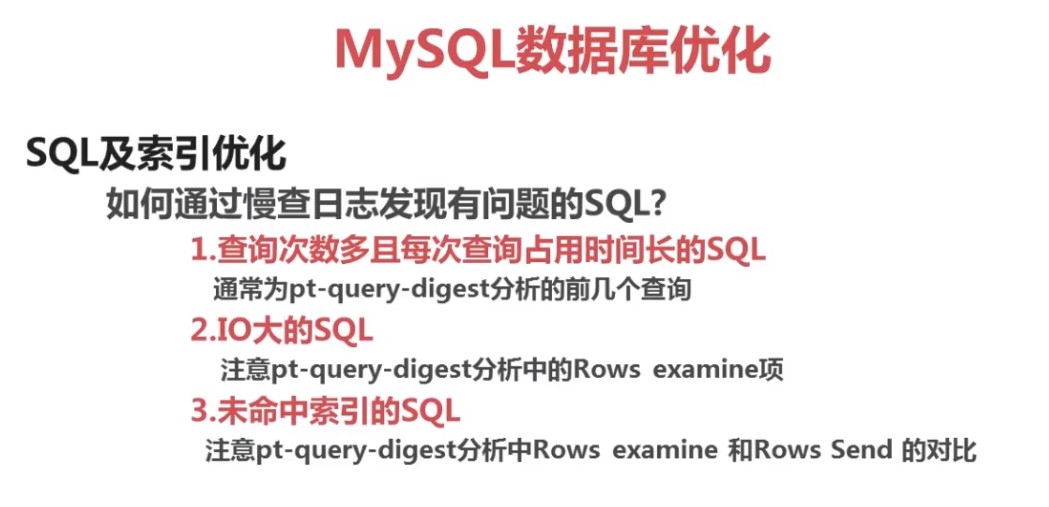 MySQL数据库优化
SQL及索引优化
如何通过慢查日志发现有问题的SQL?
1.查询次数多且每次查询占用时间长的SQL
通常为pt-query-digest分析的前几个查询
2.IO大的SQL
注意pt-query-digest分析中的Rows examine项
3.未命中索引的SQL
注意pt-query-digest分析中Rows examine 和Rows Send 的对比